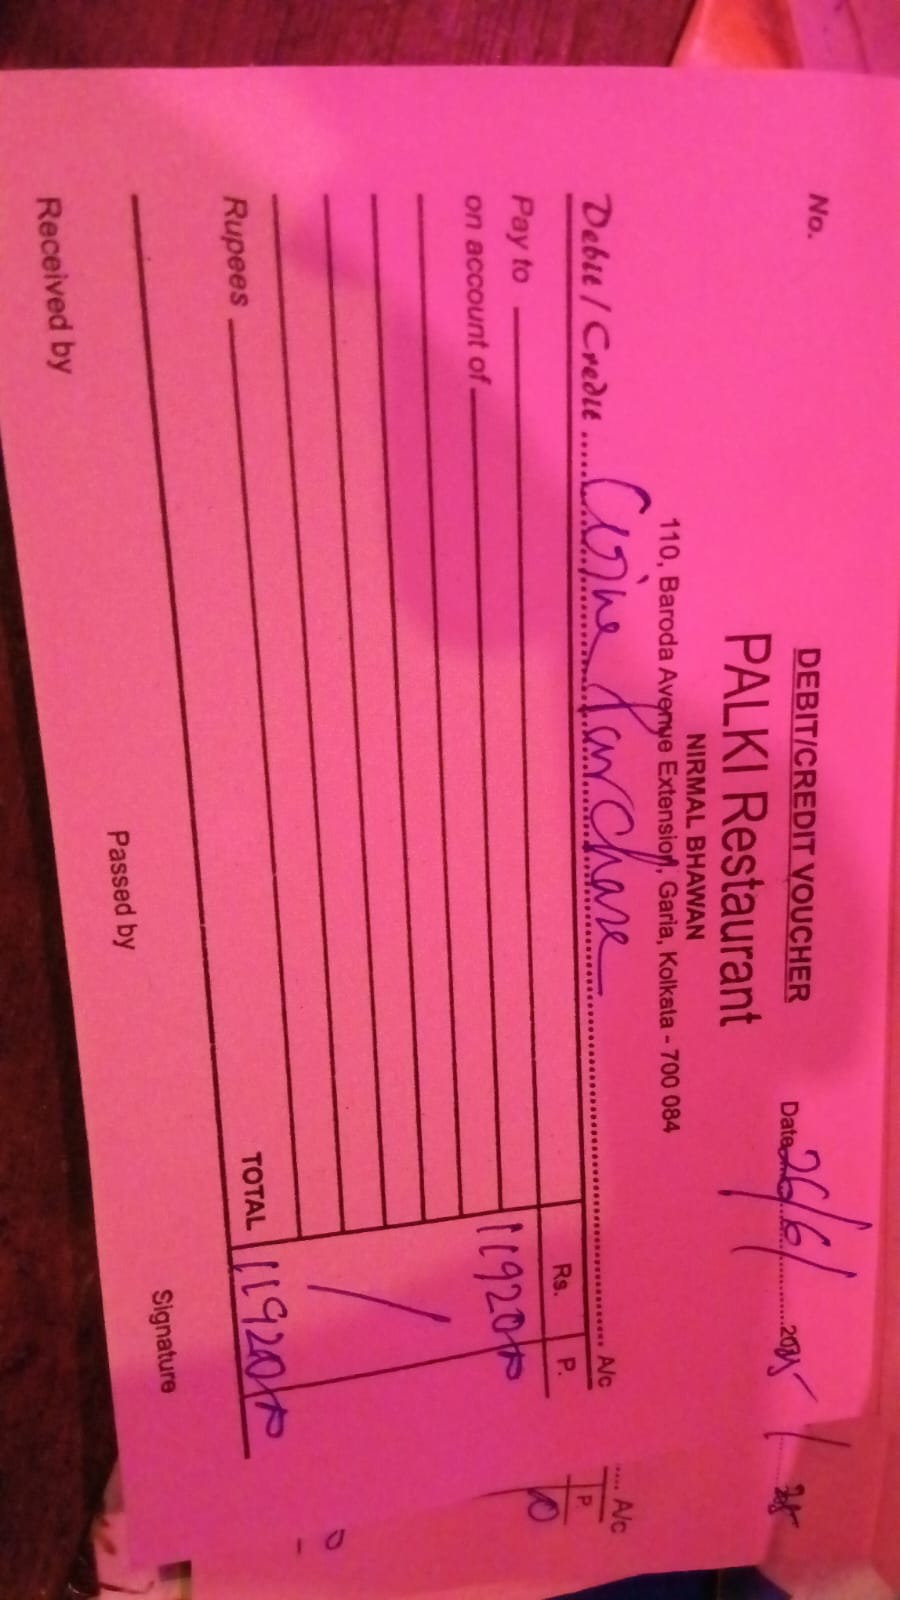 DEBIT/CREDIT VOUCHER
No.
Date 26/6/2025
PALKI Restaurant
NIRMAL BHAWAN
110, Baroda Avenue Extension, Garia, Kolkata - 700 084
Debit / Credit Wine Purchase A/c
Rs. P.
Pay to
on account of 11920
Rupees TOTAL 11920
Received by Passed by Signature
A/c
P.